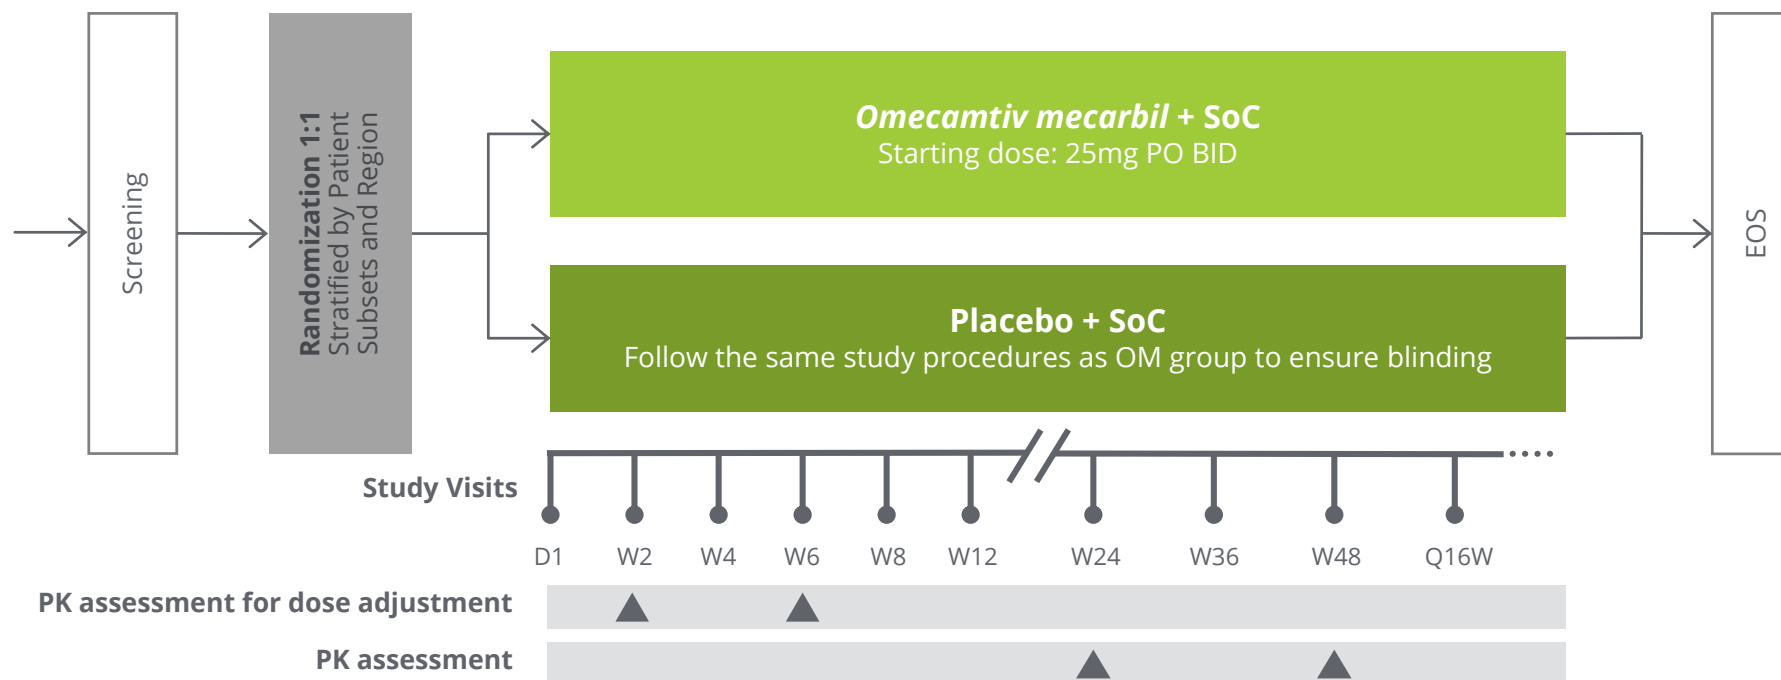 Screening
Randomization 1:1
Stratified by Patient
Subsets and Region
Omecamtiv mecarbil + SoC
Starting dose: 25mg PO BID
Placebo + SoC
Follow the same study procedures as OM group to ensure blinding
EOS
Study Visits
D1 W2 W4 W6 W8 W12 W24 W36 W48 Q16W
PK assessment for dose adjustment
PK assessment